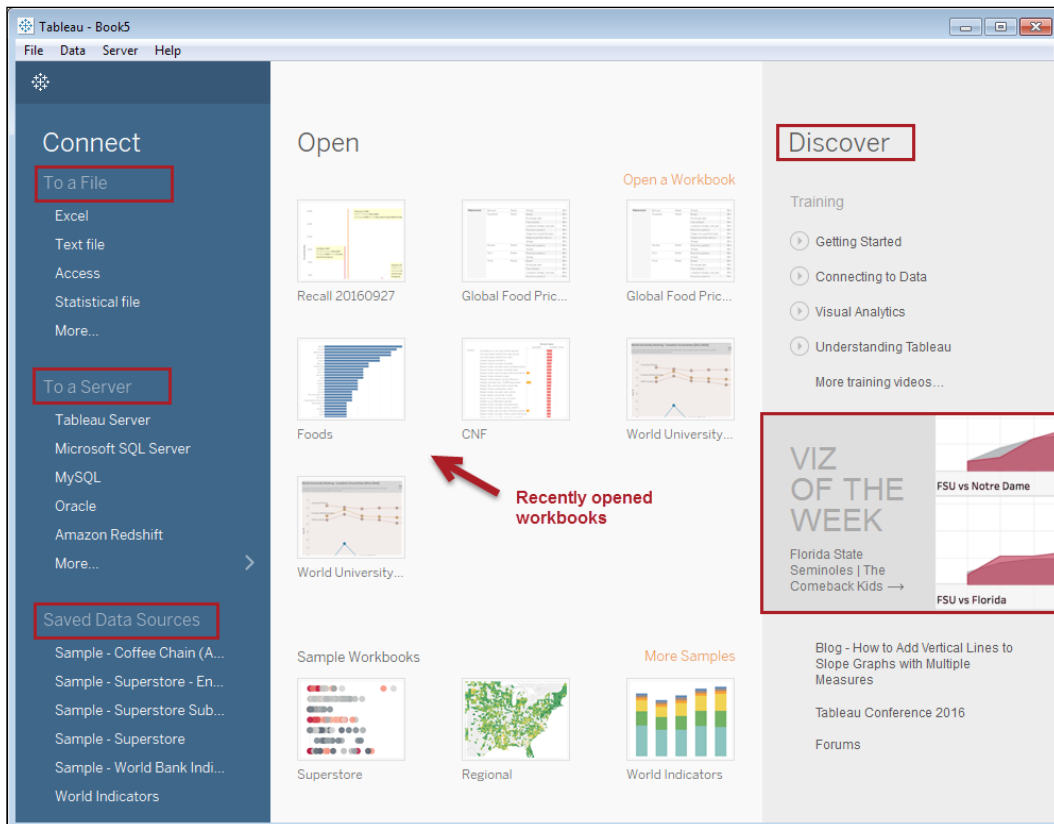 Tableau - Book5
File Data Server Help
Connect
To a File
Excel
Text file
Access
Statistical file
More...
To a Server
Tableau Server
Microsoft SQL Server
MySQL
Oracle
Amazon Redshift
More...
Saved Data Sources
Sample - Coffee Chain (A...
Sample - Superstore - En...
Sample - Superstore Sub...
Sample - Superstore
Sample - World Bank Indi...
World Indicators
Open
Open a Workbook
Recall 20160927
Global Food Pric...
Global Food Pric...
Foods
CNF
World University...
World University...
Recently opened
workbooks
Sample Workbooks
More Samples
Superstore
Regional
World Indicators
Discover
Training
Getting Started
Connecting to Data
Visual Analytics
Understanding Tableau
More training videos...
VIZ
OF THE
WEEK
Florida State
Seminoles | The
Comeback Kids →
FSU vs Notre Dame
FSU vs Florida
Blog - How to Add Vertical Lines to
Slope Graphs with Multiple
Measures
Tableau Conference 2016
Forums